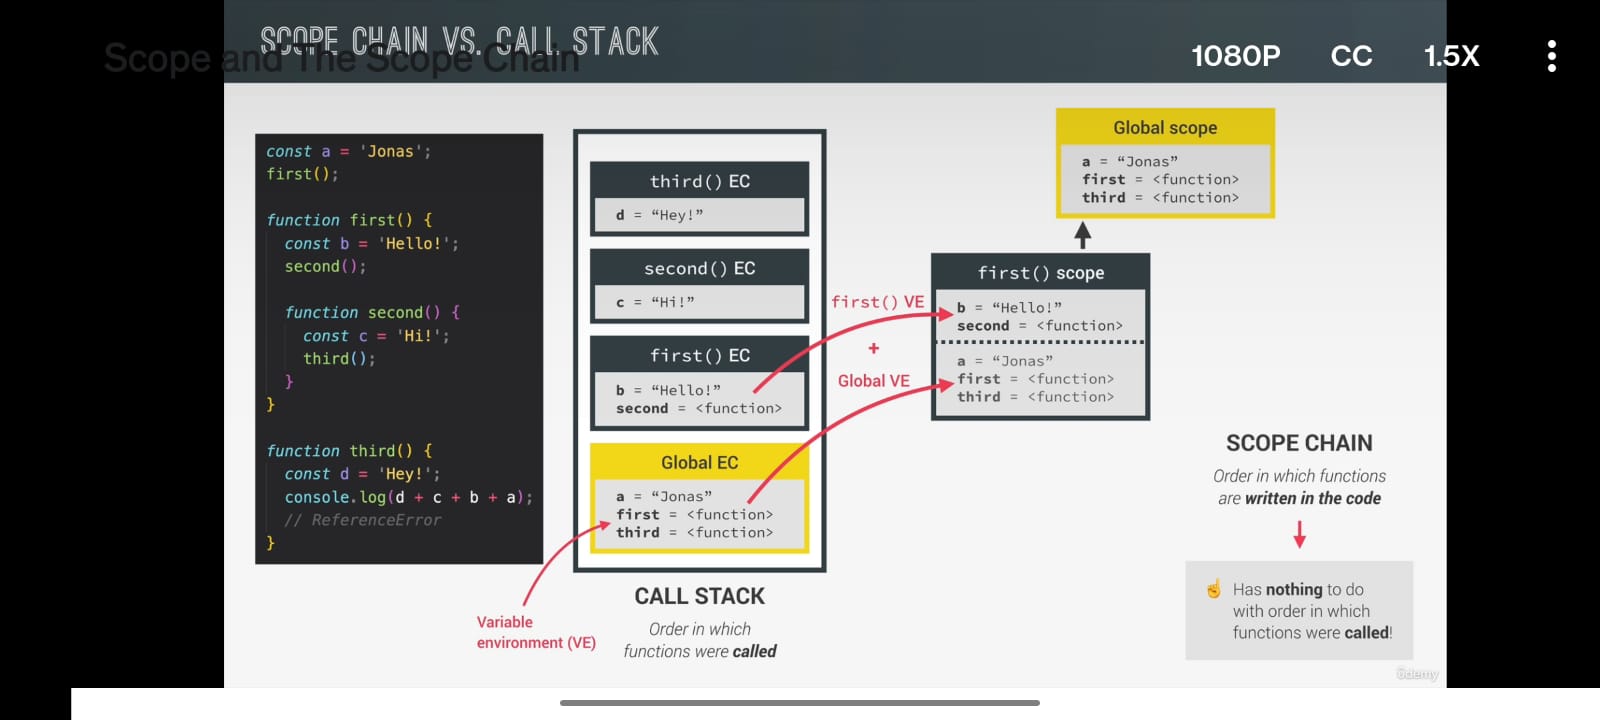 SCOPE CHAIN VS. CALL STACK
Scope and The Scope Chain
1080P CC 1.5X
const a = 'Jonas';
first();
function first() {
const b = 'Hello!';
second();
function second() {
const c = 'Hi!';
third();
}
}
function third() {
const d = 'Hey!';
console.log(d + c + b + a);
// ReferenceError
}
third() EC
d = “Hey!”
second() EC
c = “Hi!”
first() EC
b = “Hello!”
second = <function>
Global EC
a = “Jonas”
first = <function>
third = <function>
Variable
environment (VE)
CALL STACK
Order in which
functions were called
first() VE
+
Global VE
Global scope
a = “Jonas”
first = <function>
third = <function>
first() scope
b = “Hello!”
second = <function>
a = “Jonas”
first = <function>
third = <function>
SCOPE CHAIN
Order in which functions
are written in the code
☝ Has nothing to do
with order in which
functions were called!
ûdemy